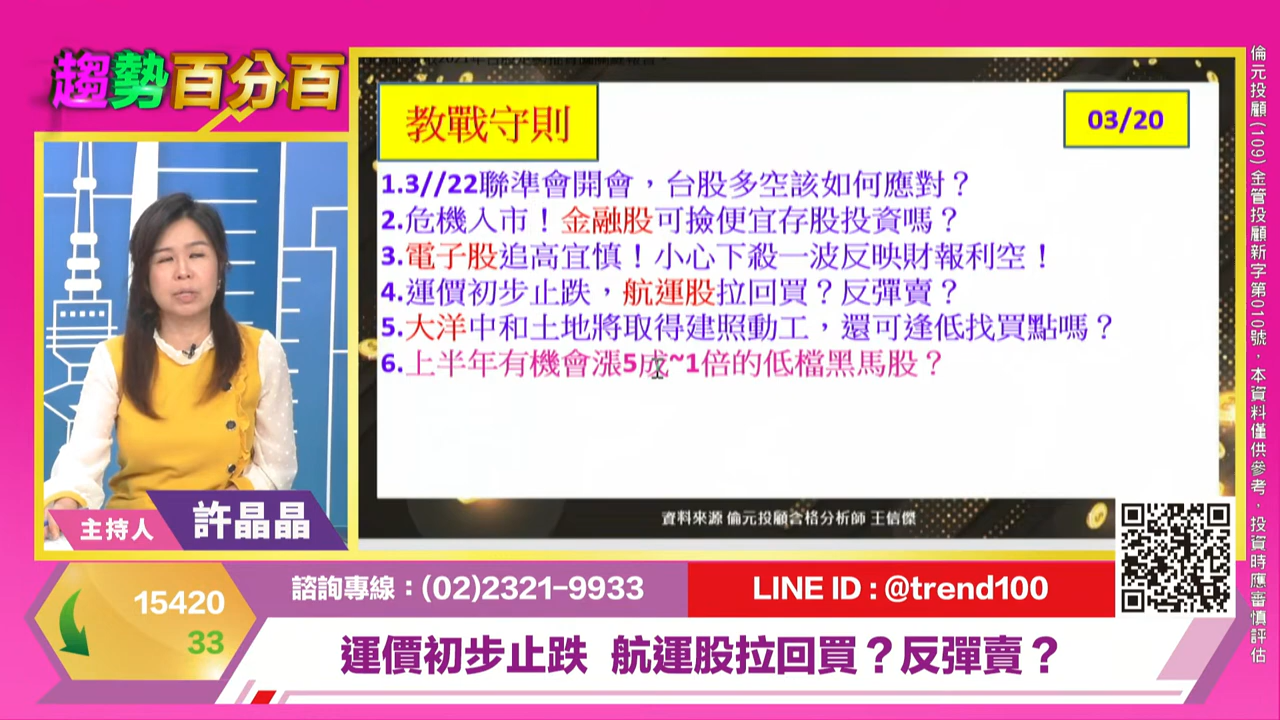 趨勢百分百
教戰守則
03/20
1.3//22聯準會開會，台股多空該如何應對？
2.危機入市！金融股可撿便宜存股投資嗎？
3.電子股追高宜慎！小心下殺一波反映財報利空！
4.運價初步止跌，航運股拉回買？反彈賣？
5.大洋中和土地將取得建照動工，還可逢低找買點嗎？
6.上半年有機會漲5成~1倍的低檔黑馬股？
資料來源 倫元投顧合格分析師 王信傑
主持人 許晶晶
諮詢專線：(02)2321-9933
LINE ID : @trend100
15420
33
運價初步止跌 航運股拉回買？反彈賣？
倫元投顧(109)金管投顧新字第010號・本資料僅供參考・投資時應審慎評估